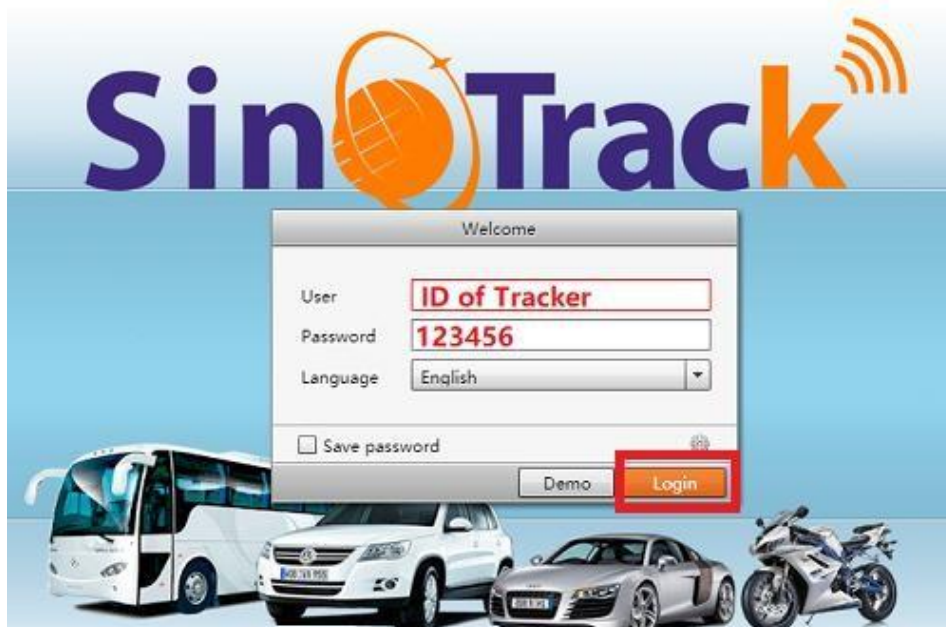 SinoTrack
Welcome
User
ID of Tracker
Password
123456
Language
English
Save password
Demo
Login